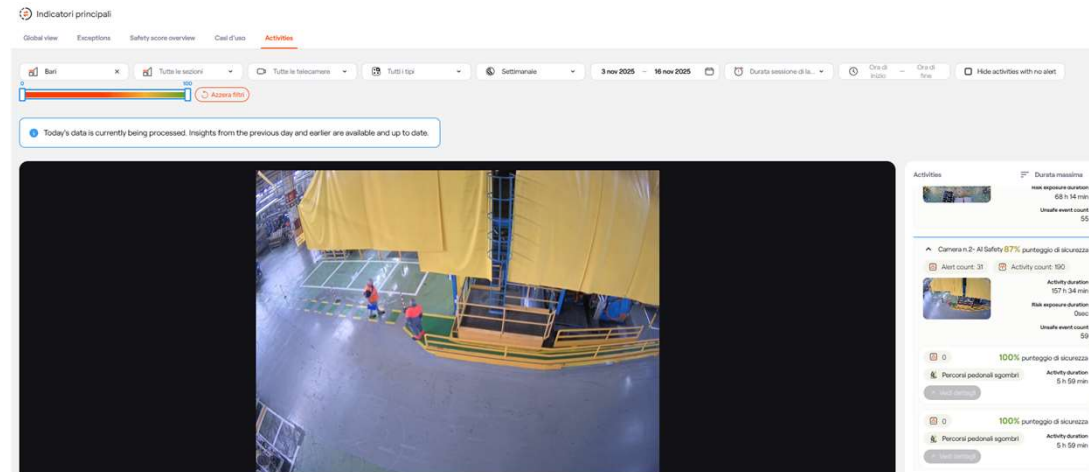 Indicatori principali
Global view Exceptions Safety score overview Casi d'uso Activities
Bari × Tutte le sezioni Tutte le telecamere Tutti i tipi Settimanale 3 nov 2025 – 16 nov 2025 Durata sessione di la... Ora di inizio – Ora di fine Hide activities with no alert
0 100
Azzera filtri
Today's data is currently being processed. Insights from the previous day and earlier are available and up to date.
Activities Durata massima
Risk exposure duration
68 h 14 min
Unsafe event count
55
Camera n.2- AI Safety 87% punteggio di sicurezza
Alert count: 31 Activity count: 190
Activity duration
157 h 34 min
Risk exposure duration
0sec
Unsafe event count
59
0 100% punteggio di sicurezza
Percorsi pedonali sgombri Activity duration
5 h 59 min
Vedi dettagli
0 100% punteggio di sicurezza
Percorsi pedonali sgombri Activity duration
5 h 59 min
Vedi dettagli